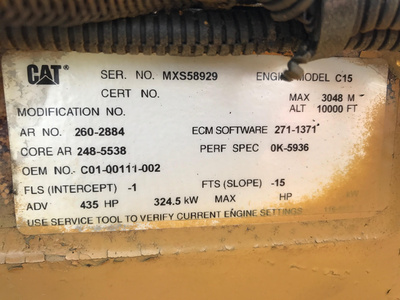 CAT SER. NO. MXS58929 ENGINE MODEL C15
CERT NO. MAX 3048 M
MODIFICATION NO. ALT 10000 FT
AR NO. 260-2884 ECM SOFTWARE 271-1371
CORE AR 248-5538 PERF SPEC 0K-5936
OEM NO.- C01-00111-002
FLS (INTERCEPT) -1 FTS (SLOPE) -15
ADV 435 HP 324.5 kW MAX HP
USE SERVICE TOOL TO VERIFY CURRENT ENGINE SETTINGS